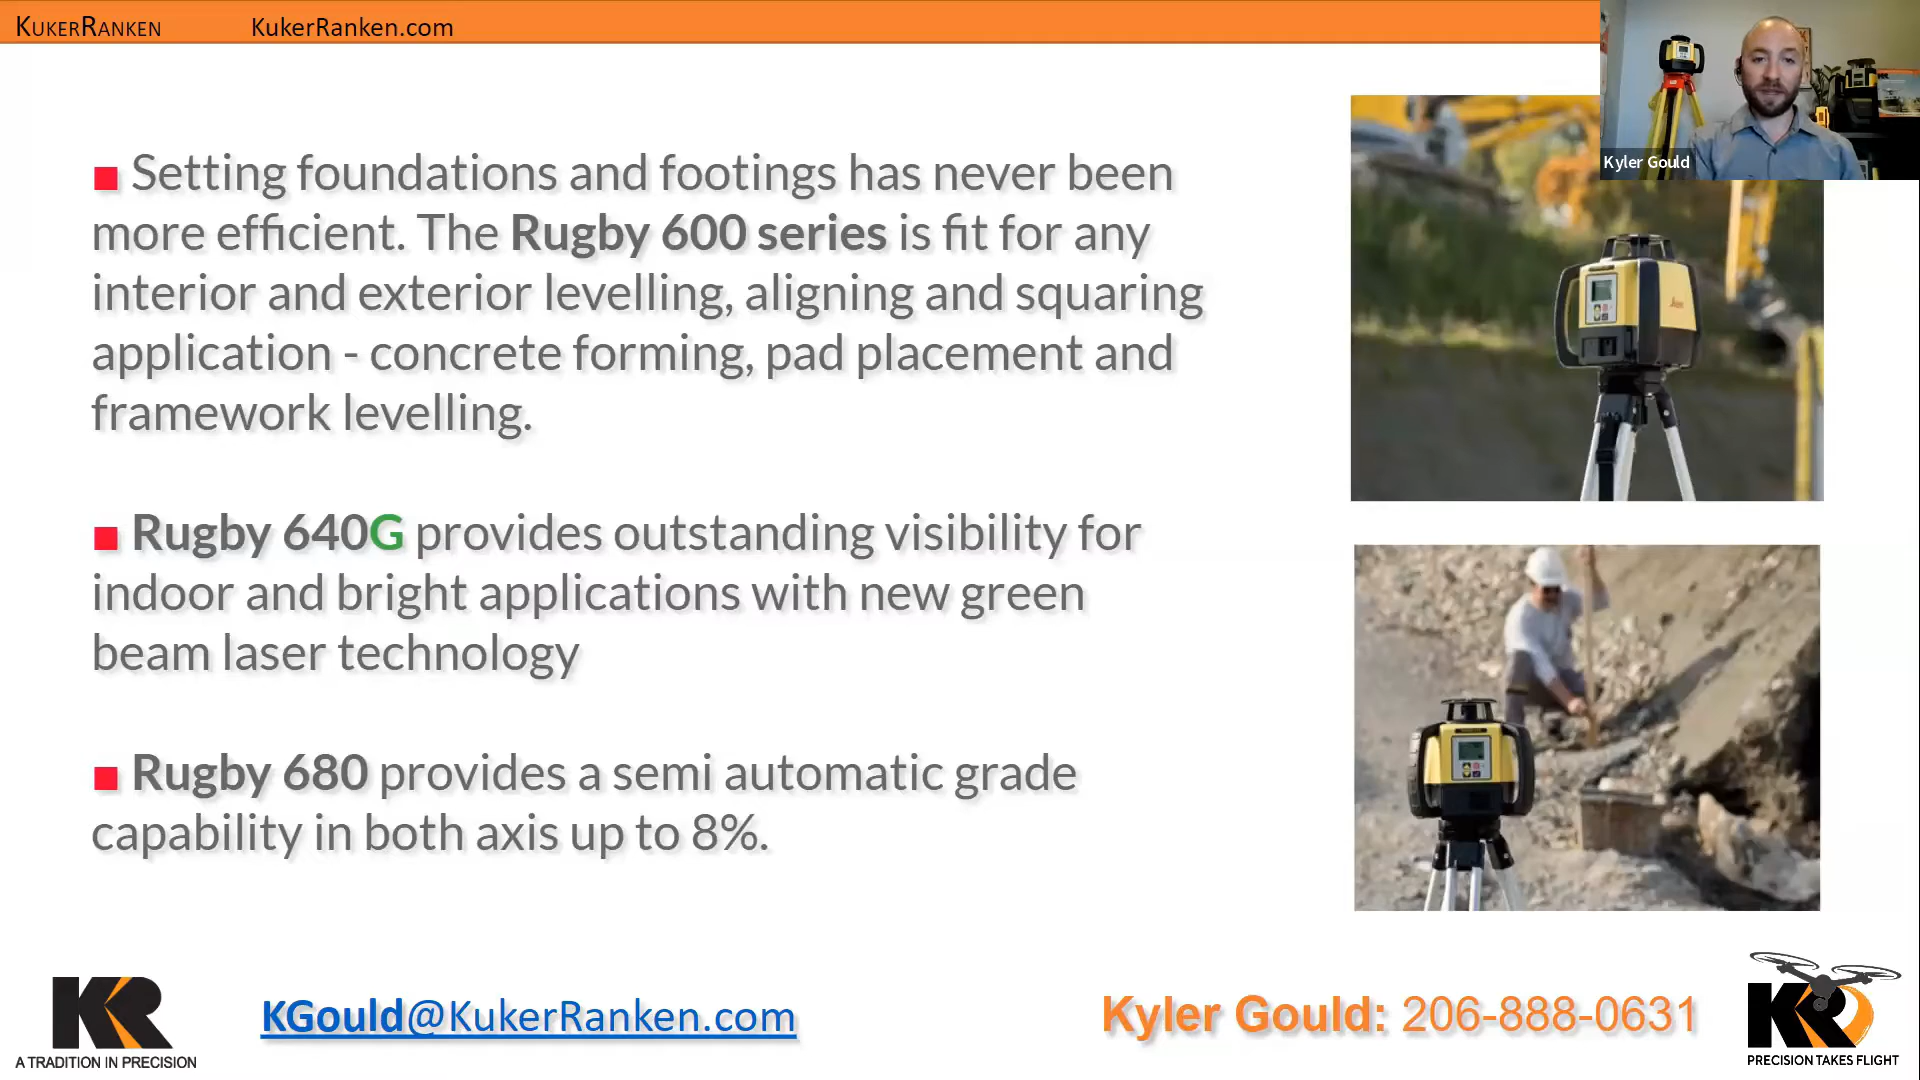 KUKERRANKEN KukerRanken.com
Kyler Gould
■ Setting foundations and footings has never been
more efficient. The Rugby 600 series is fit for any
interior and exterior levelling, aligning and squaring
application - concrete forming, pad placement and
framework levelling.
■ Rugby 640G provides outstanding visibility for
indoor and bright applications with new green
beam laser technology
■ Rugby 680 provides a semi automatic grade
capability in both axis up to 8%.
KR
A TRADITION IN PRECISION
KGould@KukerRanken.com
Kyler Gould: 206-888-0631
KR
PRECISION TAKES FLIGHT